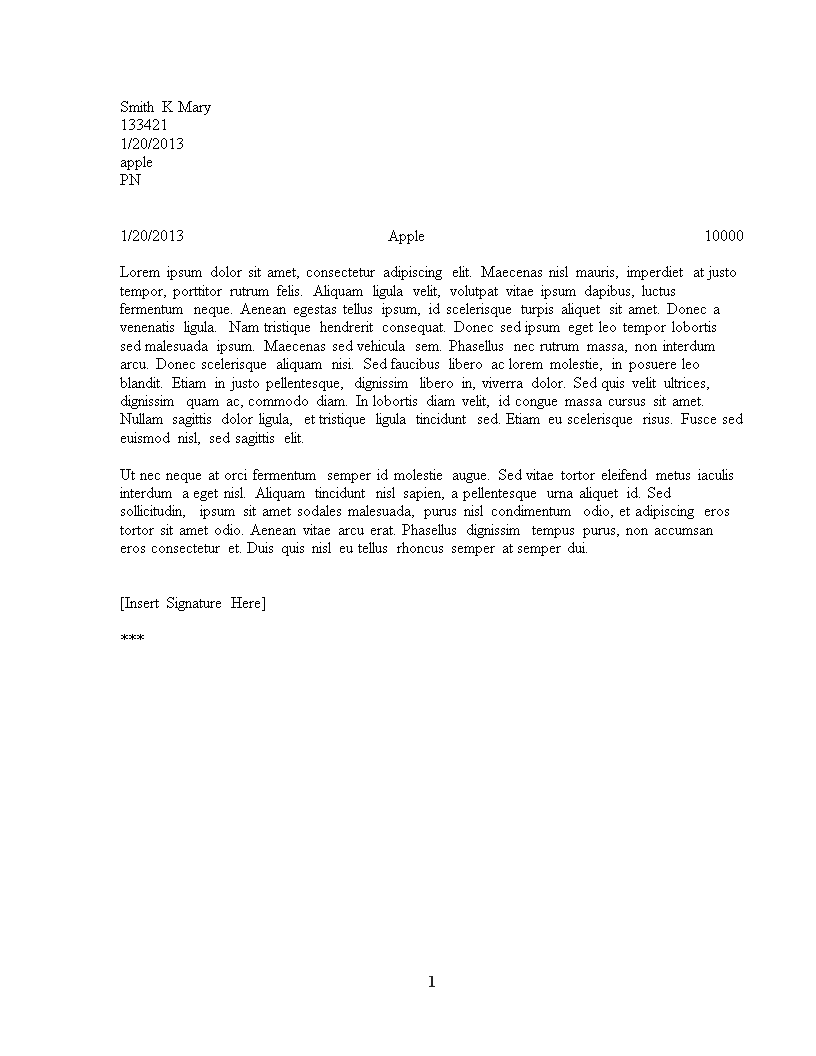 Smith K Mary
133421
1/20/2013
apple
PN
1/20/2013 Apple 10000
Lorem ipsum dolor sit amet, consectetur adipiscing elit. Maecenas nisl mauris, imperdiet at justo
tempor, porttitor rutrum felis. Aliquam ligula velit, volutpat vitae ipsum dapibus, luctus
fermentum neque. Aenean egestas tellus ipsum, id scelerisque turpis aliquet sit amet. Donec a
venenatis ligula. Nam tristique hendrerit consequat. Donec sed ipsum eget leo tempor lobortis
sed malesuada ipsum. Maecenas sed vehicula sem. Phasellus nec rutrum massa, non interdum
arcu. Donec scelerisque aliquam nisi. Sed faucibus libero ac lorem molestie, in posuere leo
blandit. Etiam in justo pellentesque, dignissim libero in, viverra dolor. Sed quis velit ultrices,
dignissim quam ac, commodo diam. In lobortis diam velit, id congue massa cursus sit amet.
Nullam sagittis dolor ligula, et tristique ligula tincidunt sed. Etiam eu scelerisque risus. Fusce sed
euismod nisl, sed sagittis elit.
Ut nec neque at orci fermentum semper id molestie augue. Sed vitae tortor eleifend metus iaculis
interdum a eget nisl. Aliquam tincidunt nisl sapien, a pellentesque urna aliquet id. Sed
sollicitudin, ipsum sit amet sodales malesuada, purus nisl condimentum odio, et adipiscing eros
tortor sit amet odio. Aenean vitae arcu erat. Phasellus dignissim tempus purus, non accumsan
eros consectetur et. Duis quis nisl eu tellus rhoncus semper at semper dui.
[Insert Signature Here]
***
1